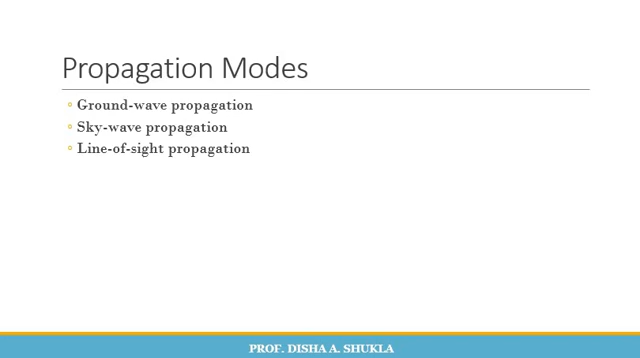 Propagation Modes
◦ Ground-wave propagation
◦ Sky-wave propagation
◦ Line-of-sight propagation
PROF. DISHA A. SHUKLA